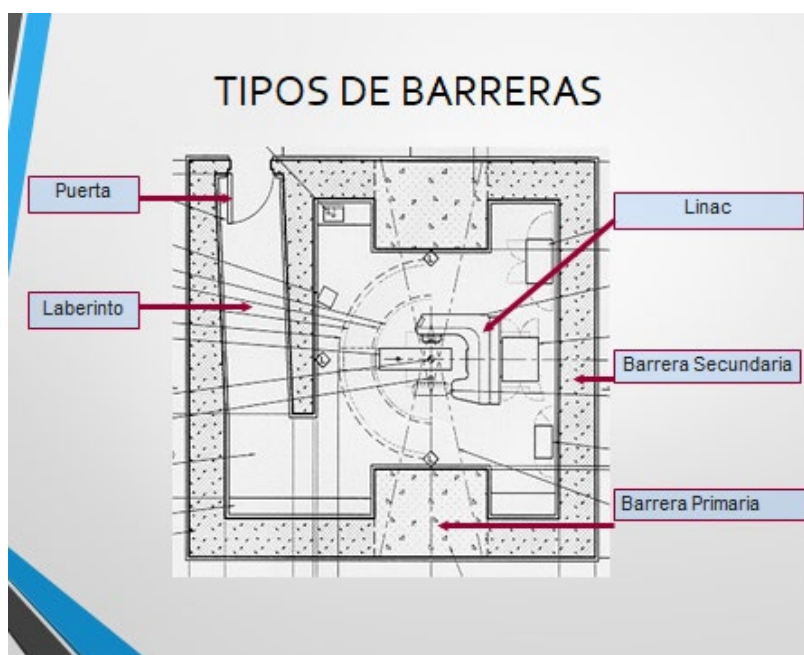 TIPOS DE BARRERAS
Puerta
Linac
Laberinto
Barrera Secundaria
Barrera Primaria
L
L
L